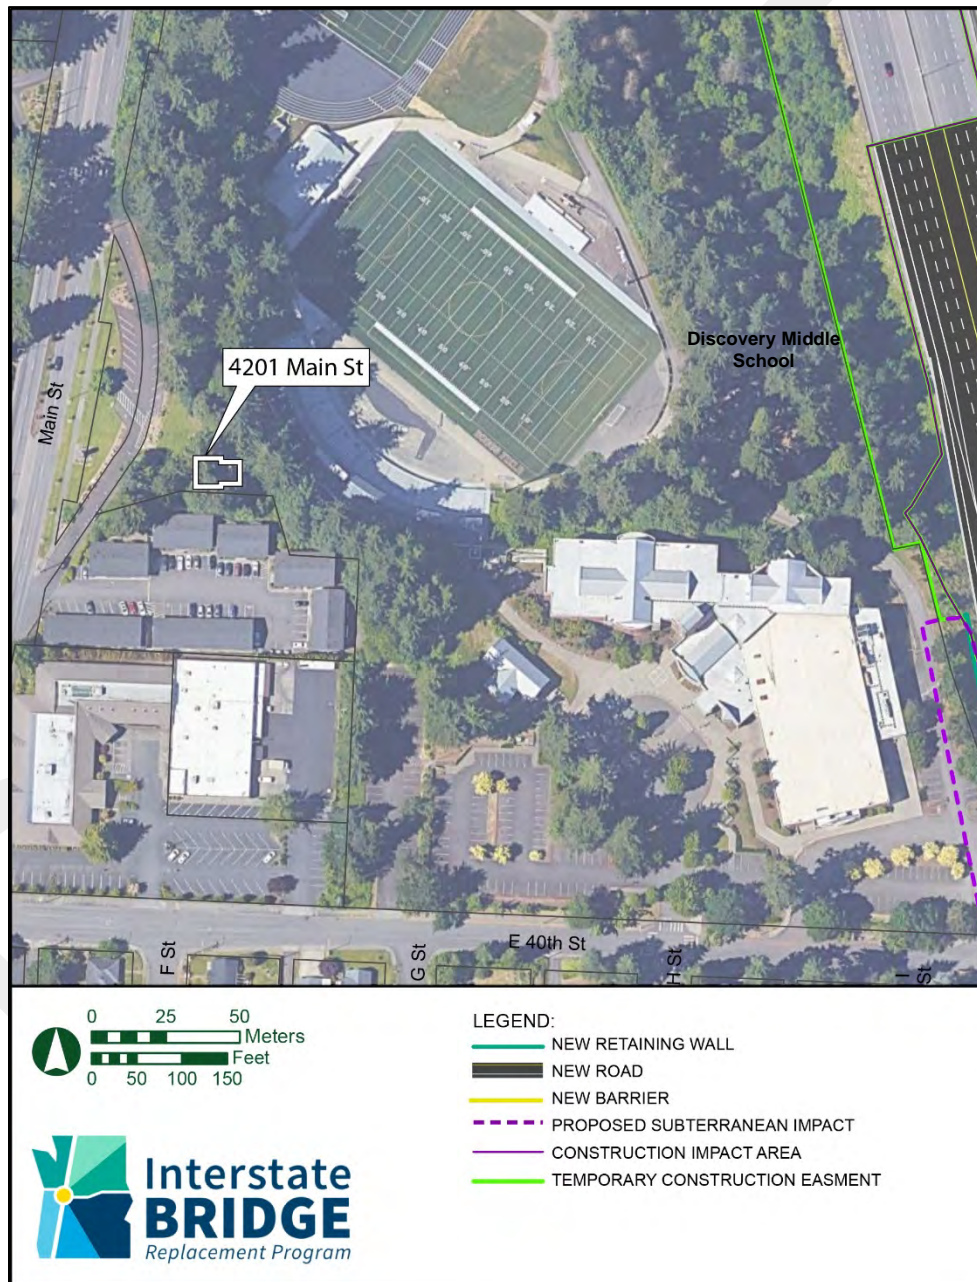 Discovery Middle
School
4201 Main St
Main St
E 40th St
F St
G St
H St
I
St
0 25 50
Meters
Feet
0 50 100 150
LEGEND:
NEW RETAINING WALL
NEW ROAD
NEW BARRIER
PROPOSED SUBTERRANEAN IMPACT
CONSTRUCTION IMPACT AREA
TEMPORARY CONSTRUCTION EASMENT
Interstate
BRIDGE
Replacement Program